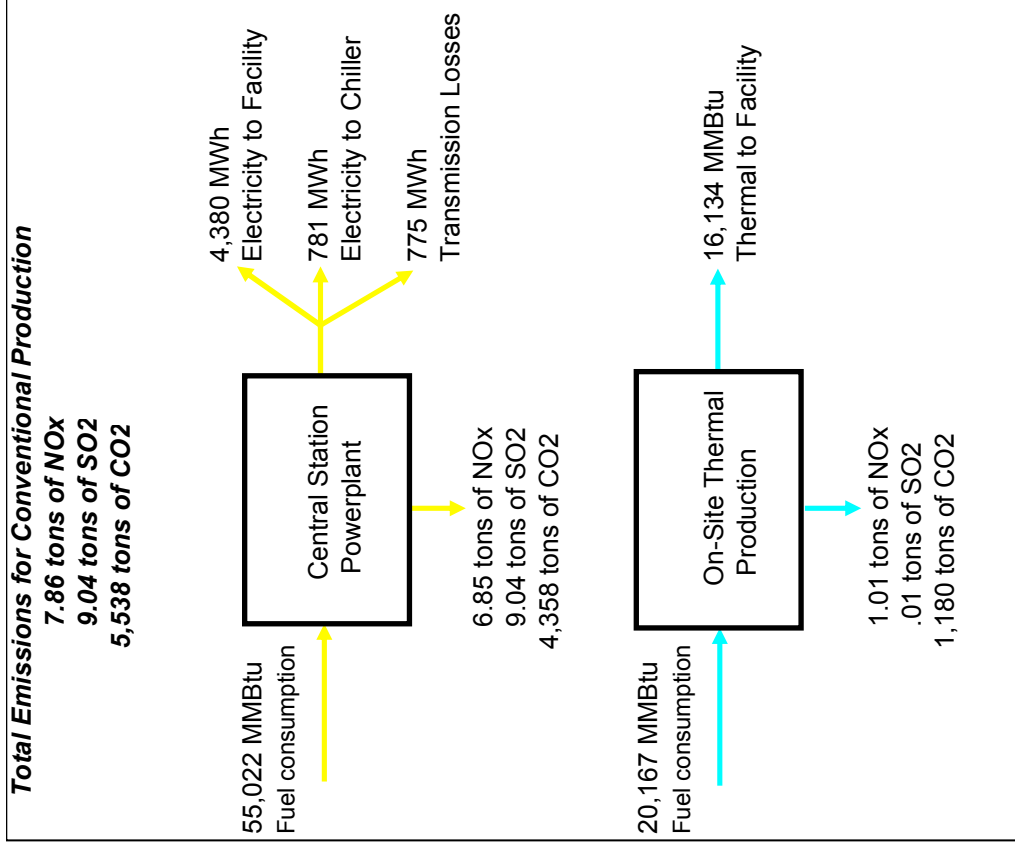 Total Emissions for Conventional Production
7.86 tons of NOx
9.04 tons of SO2
5,538 tons of CO2
55,022 MMBtu
Fuel consumption
Central Station
Powerplant
4,380 MWh
Electricity to Facility
781 MWh
Electricity to Chiller
775 MWh
Transmission Losses
6.85 tons of NOx
9.04 tons of SO2
4,358 tons of CO2
20,167 MMBtu
Fuel consumption
On-Site Thermal
Production
16,134 MMBtu
Thermal to Facility
1.01 tons of NOx
.01 tons of SO2
1,180 tons of CO2